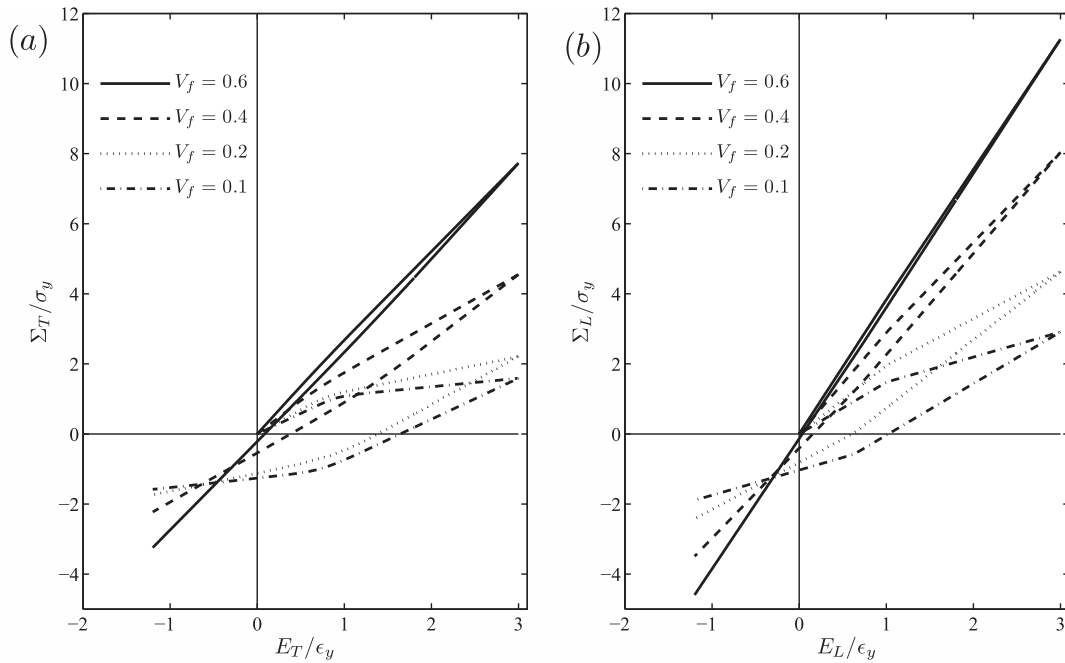 (a)
12
10
8
6
4
2
0
−2
−4
−2
−1
0
1
2
3
Σ_T/σ_y
E_T/ϵ_y
V_f = 0.6
V_f = 0.4
V_f = 0.2
V_f = 0.1
(b)
12
10
8
6
4
2
0
−2
−4
−2
−1
0
1
2
3
Σ_L/σ_y
E_L/ϵ_y
V_f = 0.6
V_f = 0.4
V_f = 0.2
V_f = 0.1